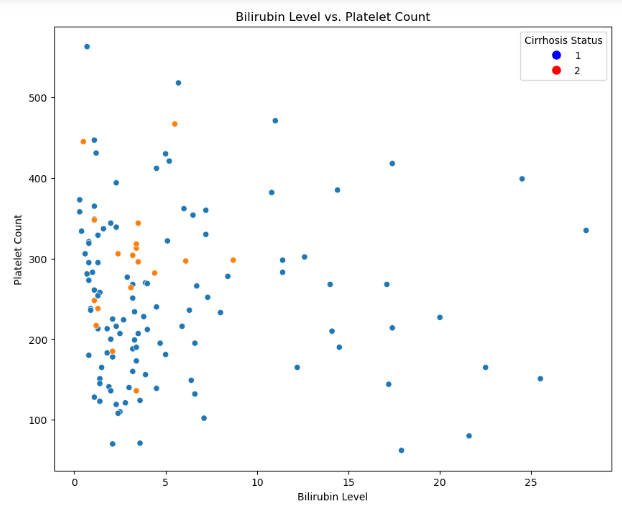 Bilirubin Level vs. Platelet Count
Cirrhosis Status
1
2
500
400
300
200
100
Platelet Count
0 5 10 15 20 25
Bilirubin Level